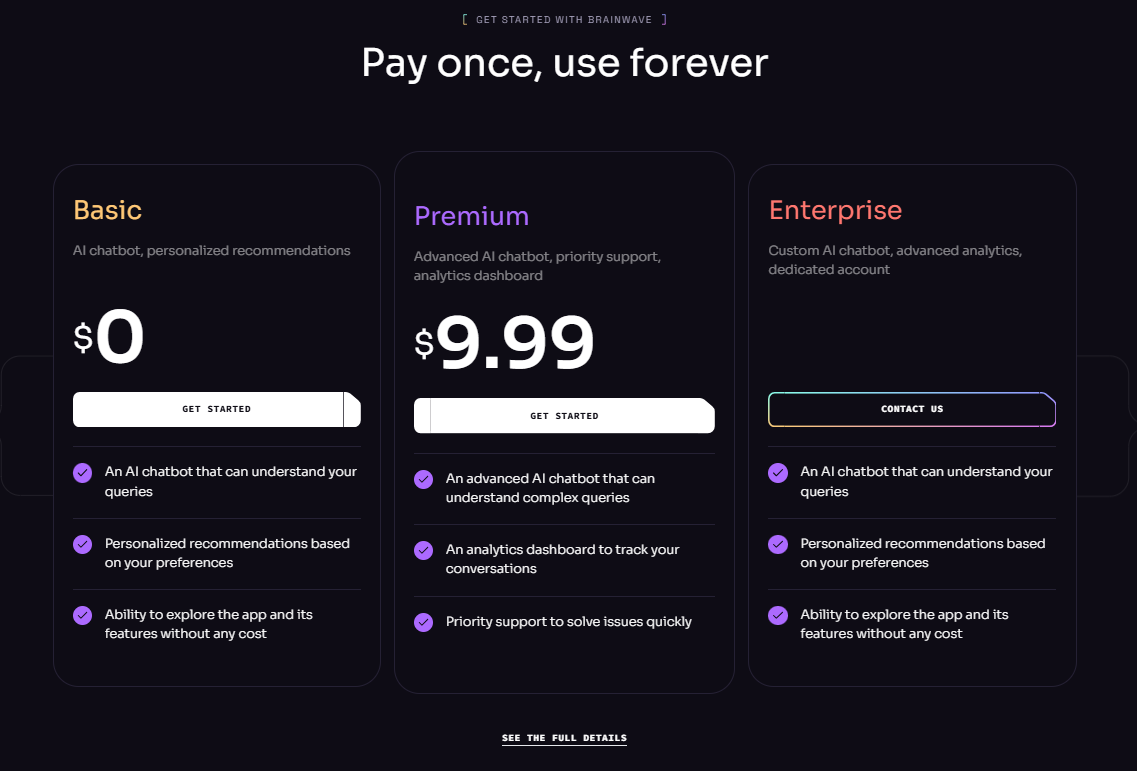 [ GET STARTED WITH BRAINWAVE ]
Pay once, use forever
Basic
AI chatbot, personalized recommendations
$0
GET STARTED
An AI chatbot that can understand your
queries
Personalized recommendations based
on your preferences
Ability to explore the app and its
features without any cost
Premium
Advanced AI chatbot, priority support,
analytics dashboard
$9.99
GET STARTED
An advanced AI chatbot that can
understand complex queries
An analytics dashboard to track your
conversations
Priority support to solve issues quickly
Enterprise
Custom AI chatbot, advanced analytics,
dedicated account
CONTACT US
An AI chatbot that can understand your
queries
Personalized recommendations based
on your preferences
Ability to explore the app and its
features without any cost
SEE THE FULL DETAILS